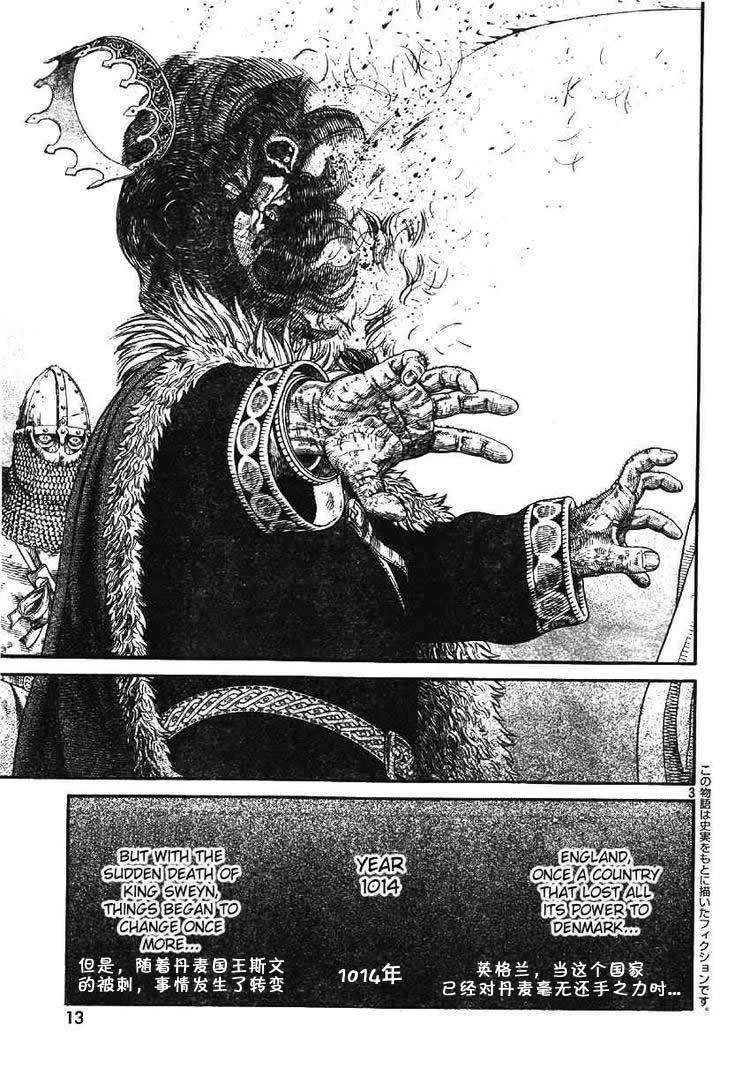 3
この物語は史実をもとに描いたフィクションです。
ENGLAND,
ONCE A COUNTRY
THAT LOST ALL
ITS POWER TO
DENMARK...
英格兰，当这个国家
已经对丹麦毫无还手之力时...
YEAR
1014
1014年
BUT WITH THE
SUDDEN DEATH OF
KING SWEYN,
THINGS BEGAN TO
CHANGE ONCE
MORE...
但是，随着丹麦国王斯文
的被刺，事情发生了转变
13